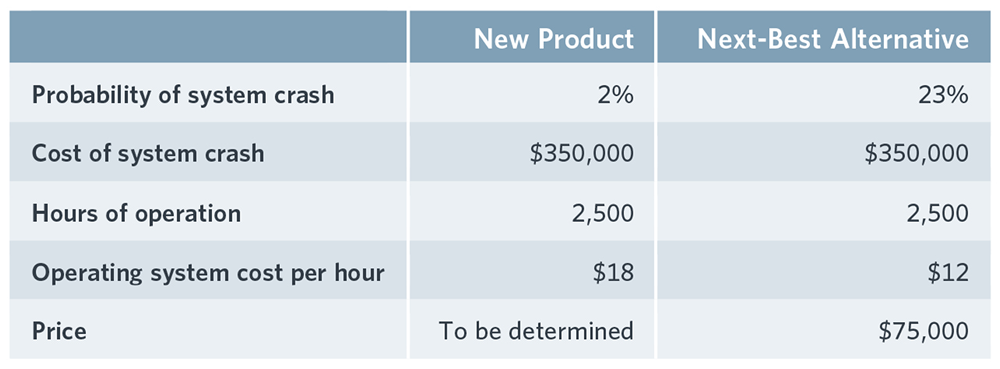 New Product Next-Best Alternative
Probability of system crash 2% 23%
Cost of system crash $350,000 $350,000
Hours of operation 2,500 2,500
Operating system cost per hour $18 $12
Price To be determined $75,000